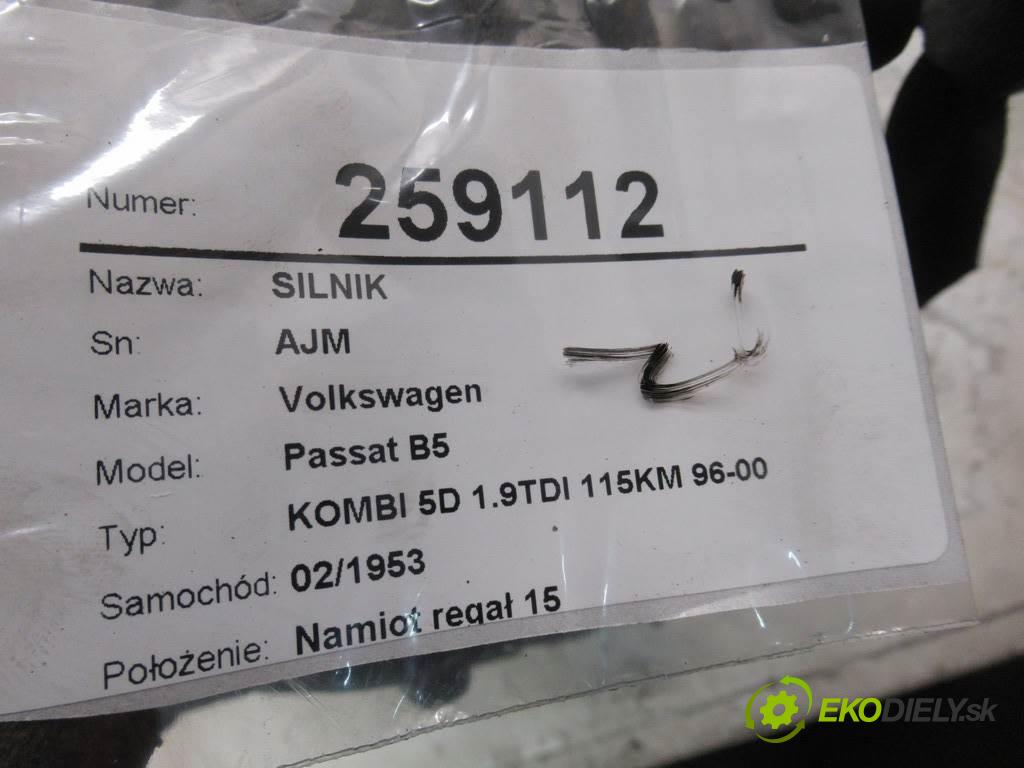 Numer: 259112
Nazwa: SILNIK
Sn: AJM
Marka: Volkswagen
Model: Passat B5
Typ: KOMBI 5D 1.9TDI 115KM 96-00
Samochód: 02/1953
Położenie: Namiot regał 15
EKODIELY.sk